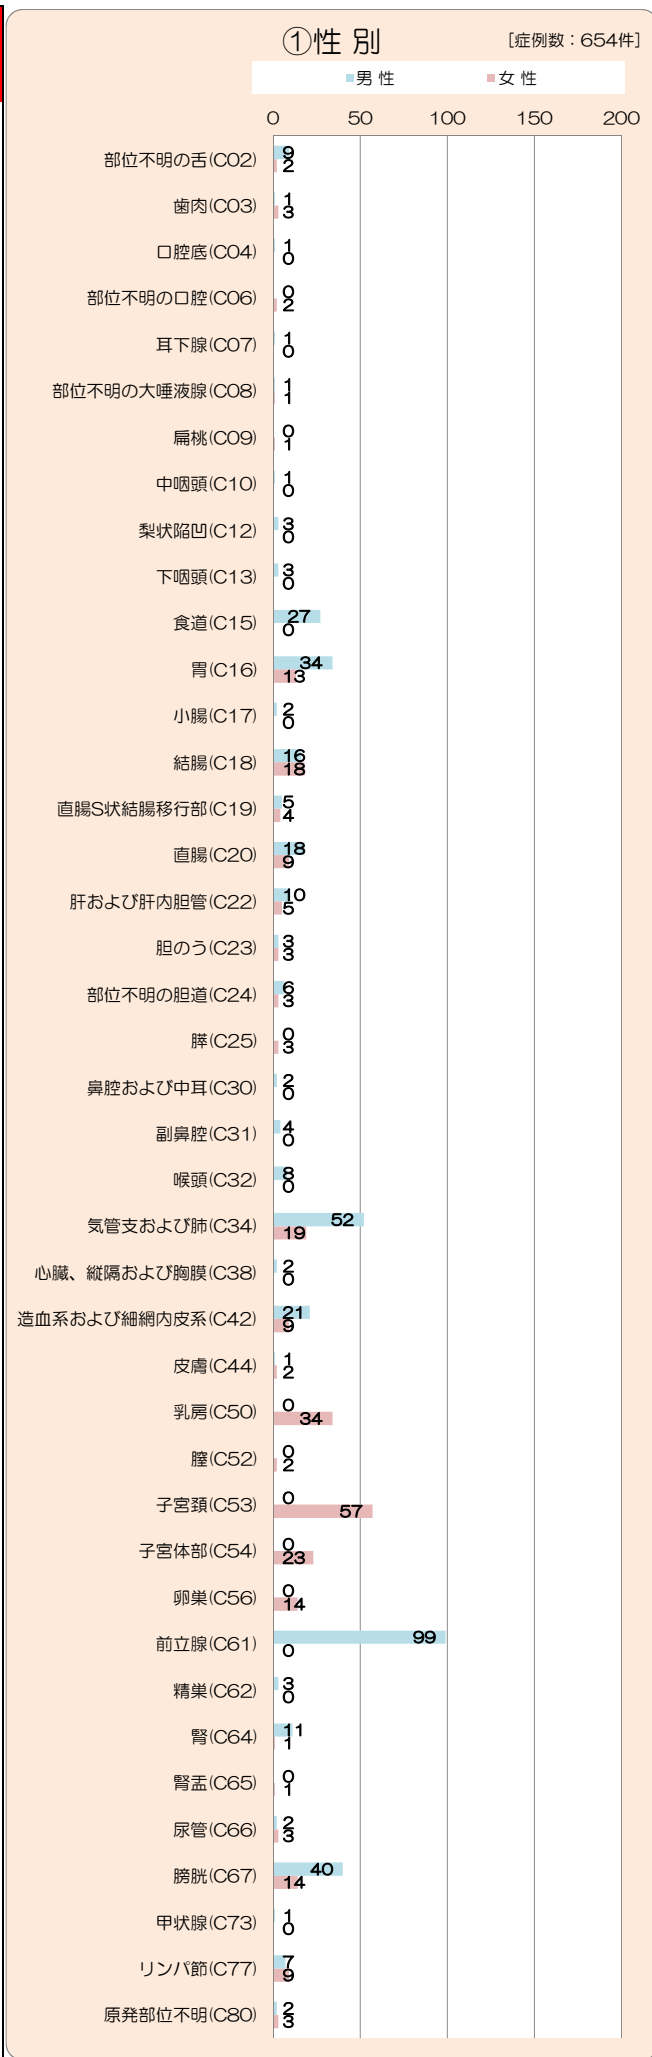 ①性 別 [症例数：654件]
男 性 女 性
0 50 100 150 200
部位不明の舌(C02) 9 2
歯肉(C03) 1 3
口腔底(C04) 1 0
部位不明の口腔(C06) 0 2
耳下腺(C07) 1 0
部位不明の大唾液腺(C08) 1 1
扁桃(C09) 0 1
中咽頭(C10) 1 0
梨状陥凹(C12) 3 0
下咽頭(C13) 3 0
食道(C15) 27 0
胃(C16) 34 13
小腸(C17) 2 0
結腸(C18) 16 18
直腸S状結腸移行部(C19) 5 4
直腸(C20) 18 9
肝および肝内胆管(C22) 10 5
胆のう(C23) 3 3
部位不明の胆道(C24) 6 3
膵(C25) 0 3
鼻腔および中耳(C30) 2 0
副鼻腔(C31) 4 0
喉頭(C32) 8 0
気管支および肺(C34) 52 19
心臓、縦隔および胸膜(C38) 2 0
造血系および細網内皮系(C42) 21 9
皮膚(C44) 1 2
乳房(C50) 0 34
膣(C52) 0 2
子宮頚(C53) 0 57
子宮体部(C54) 0 23
卵巣(C56) 0 14
前立腺(C61) 99 0
精巣(C62) 3 0
腎(C64) 11 1
腎盂(C65) 0 1
尿管(C66) 2 3
膀胱(C67) 40 14
甲状腺(C73) 1 0
リンパ節(C77) 7 9
原発部位不明(C80) 2 3